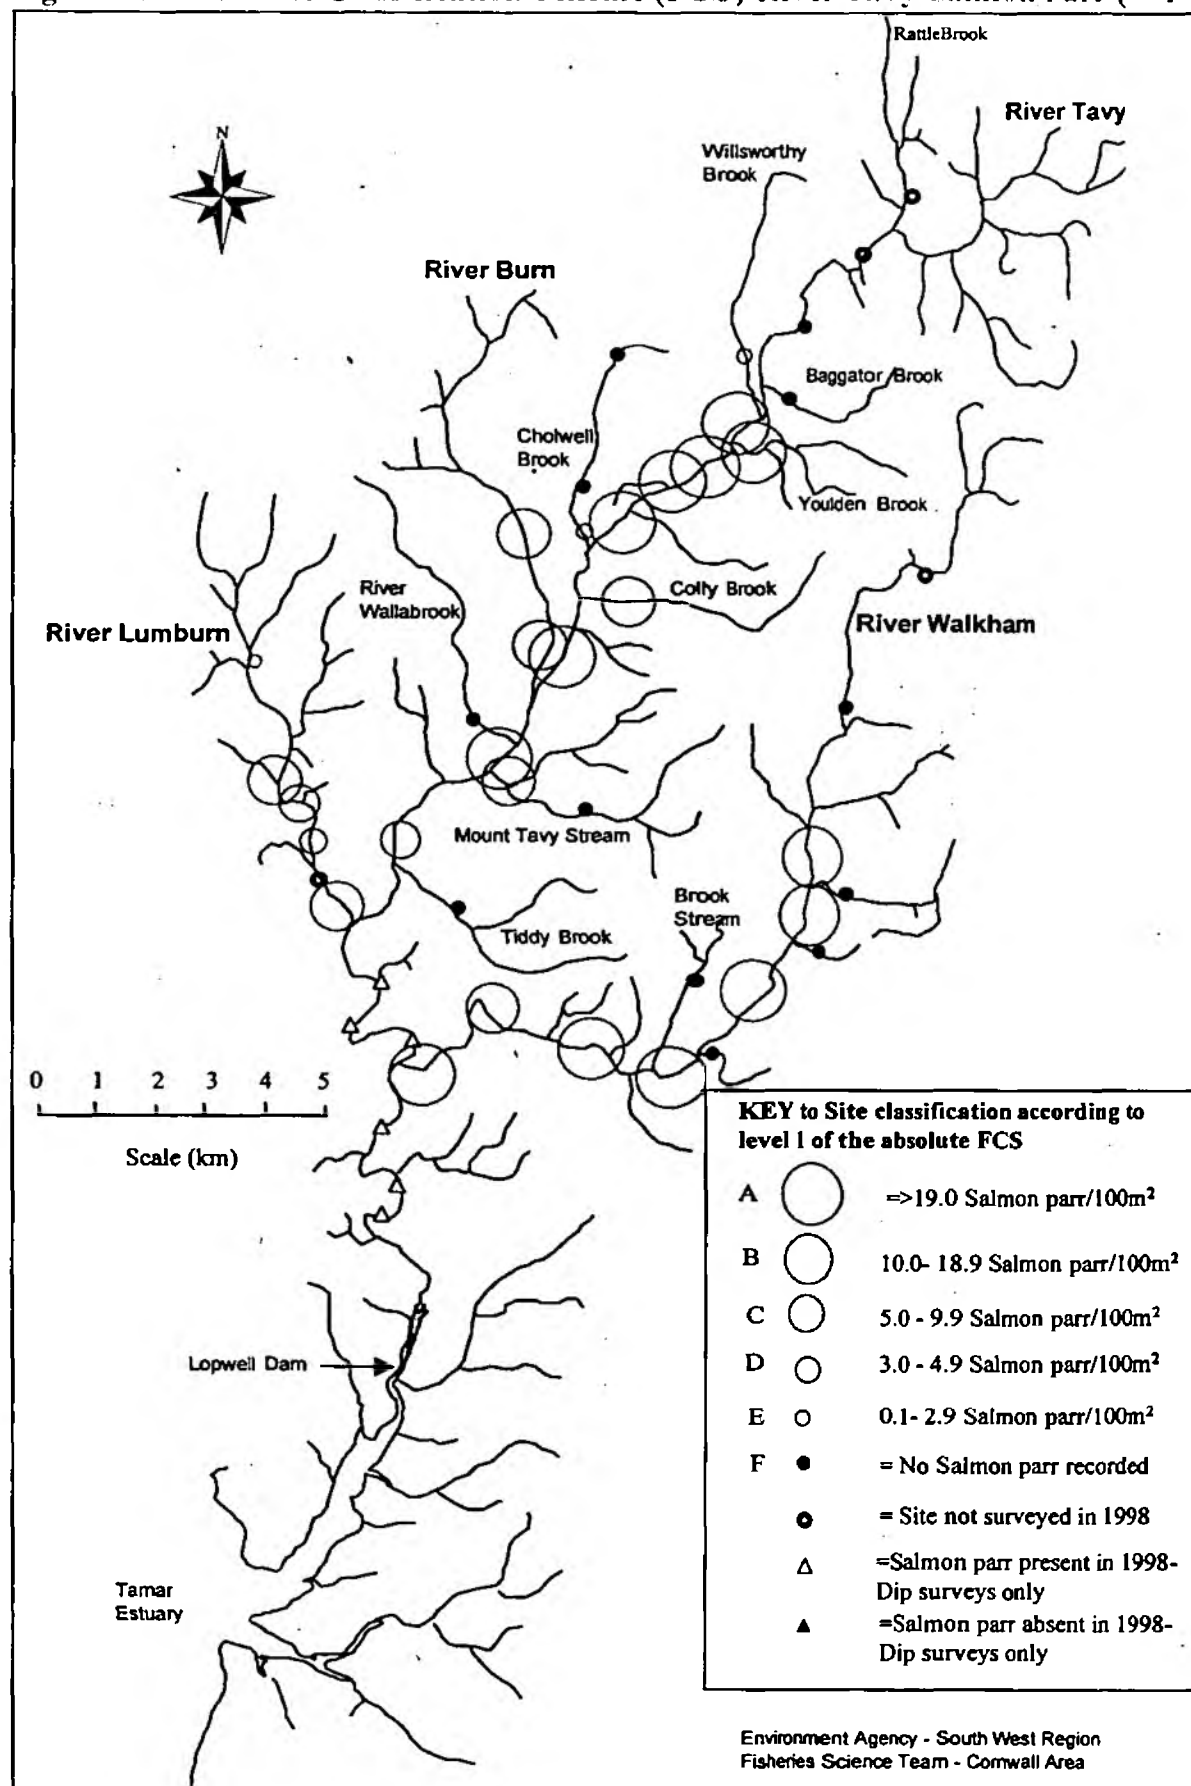 RattleBrook
River Tavy
N
Willsworthy
Brook
River Burn
Baggator Brook
Cholwell
Brook
Youlden Brook
River
Wallabrook
Colly Brook
River Lumburn
River Walkham
Mount Tavy Stream
Brook
Stream
Tiddy Brook
0 1 2 3 4 5
Scale (km)
KEY to Site classification according to
level 1 of the absolute FCS
A =>19.0 Salmon parr/100m²
B 10.0- 18.9 Salmon parr/100m²
C 5.0 - 9.9 Salmon parr/100m²
D 3.0 - 4.9 Salmon parr/100m²
E 0.1- 2.9 Salmon parr/100m²
F = No Salmon parr recorded
= Site not surveyed in 1998
=Salmon parr present in 1998-
Dip surveys only
=Salmon parr absent in 1998-
Dip surveys only
Lopwell Dam
Tamar
Estuary
Environment Agency - South West Region
Fisheries Science Team - Cornwall Area